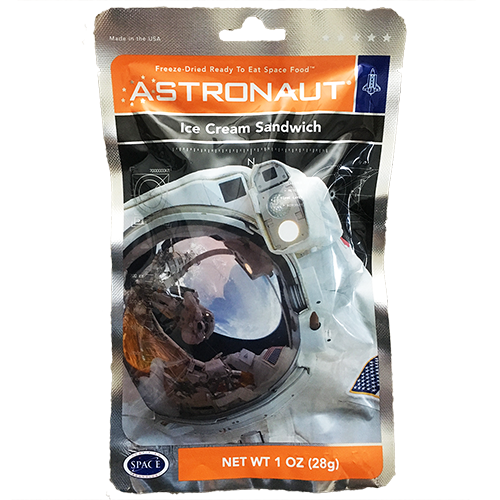 Made in the USA
Freeze-Dried Ready To Eat Space Food™
ASTRONAUT®
Ice Cream Sandwich
N
SPACE
NET WT 1 OZ (28g)